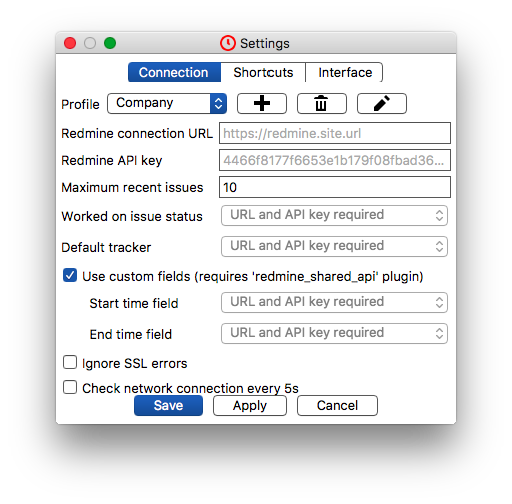 Settings
Connection Shortcuts Interface
Profile Company
Redmine connection URL https://redmine.site.url
Redmine API key 4466f8177f6653e1b179f08fbad36...
Maximum recent issues 10
Worked on issue status URL and API key required
Default tracker URL and API key required
Use custom fields (requires 'redmine_shared_api' plugin)
Start time field URL and API key required
End time field URL and API key required
Ignore SSL errors
Check network connection every 5s
Save Apply Cancel